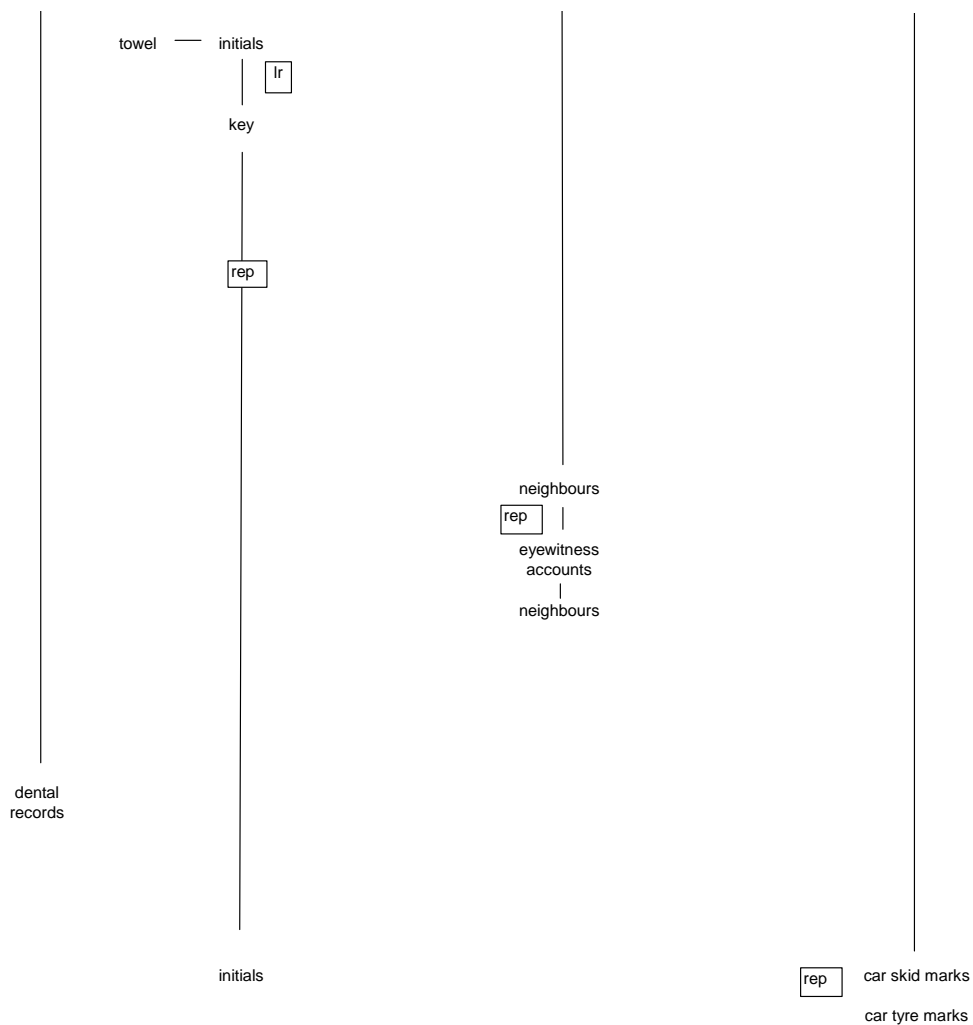 towel initials
lr
key
rep
neighbours
rep
eyewitness
accounts
neighbours
dental
records
initials
rep car skid marks
car tyre marks